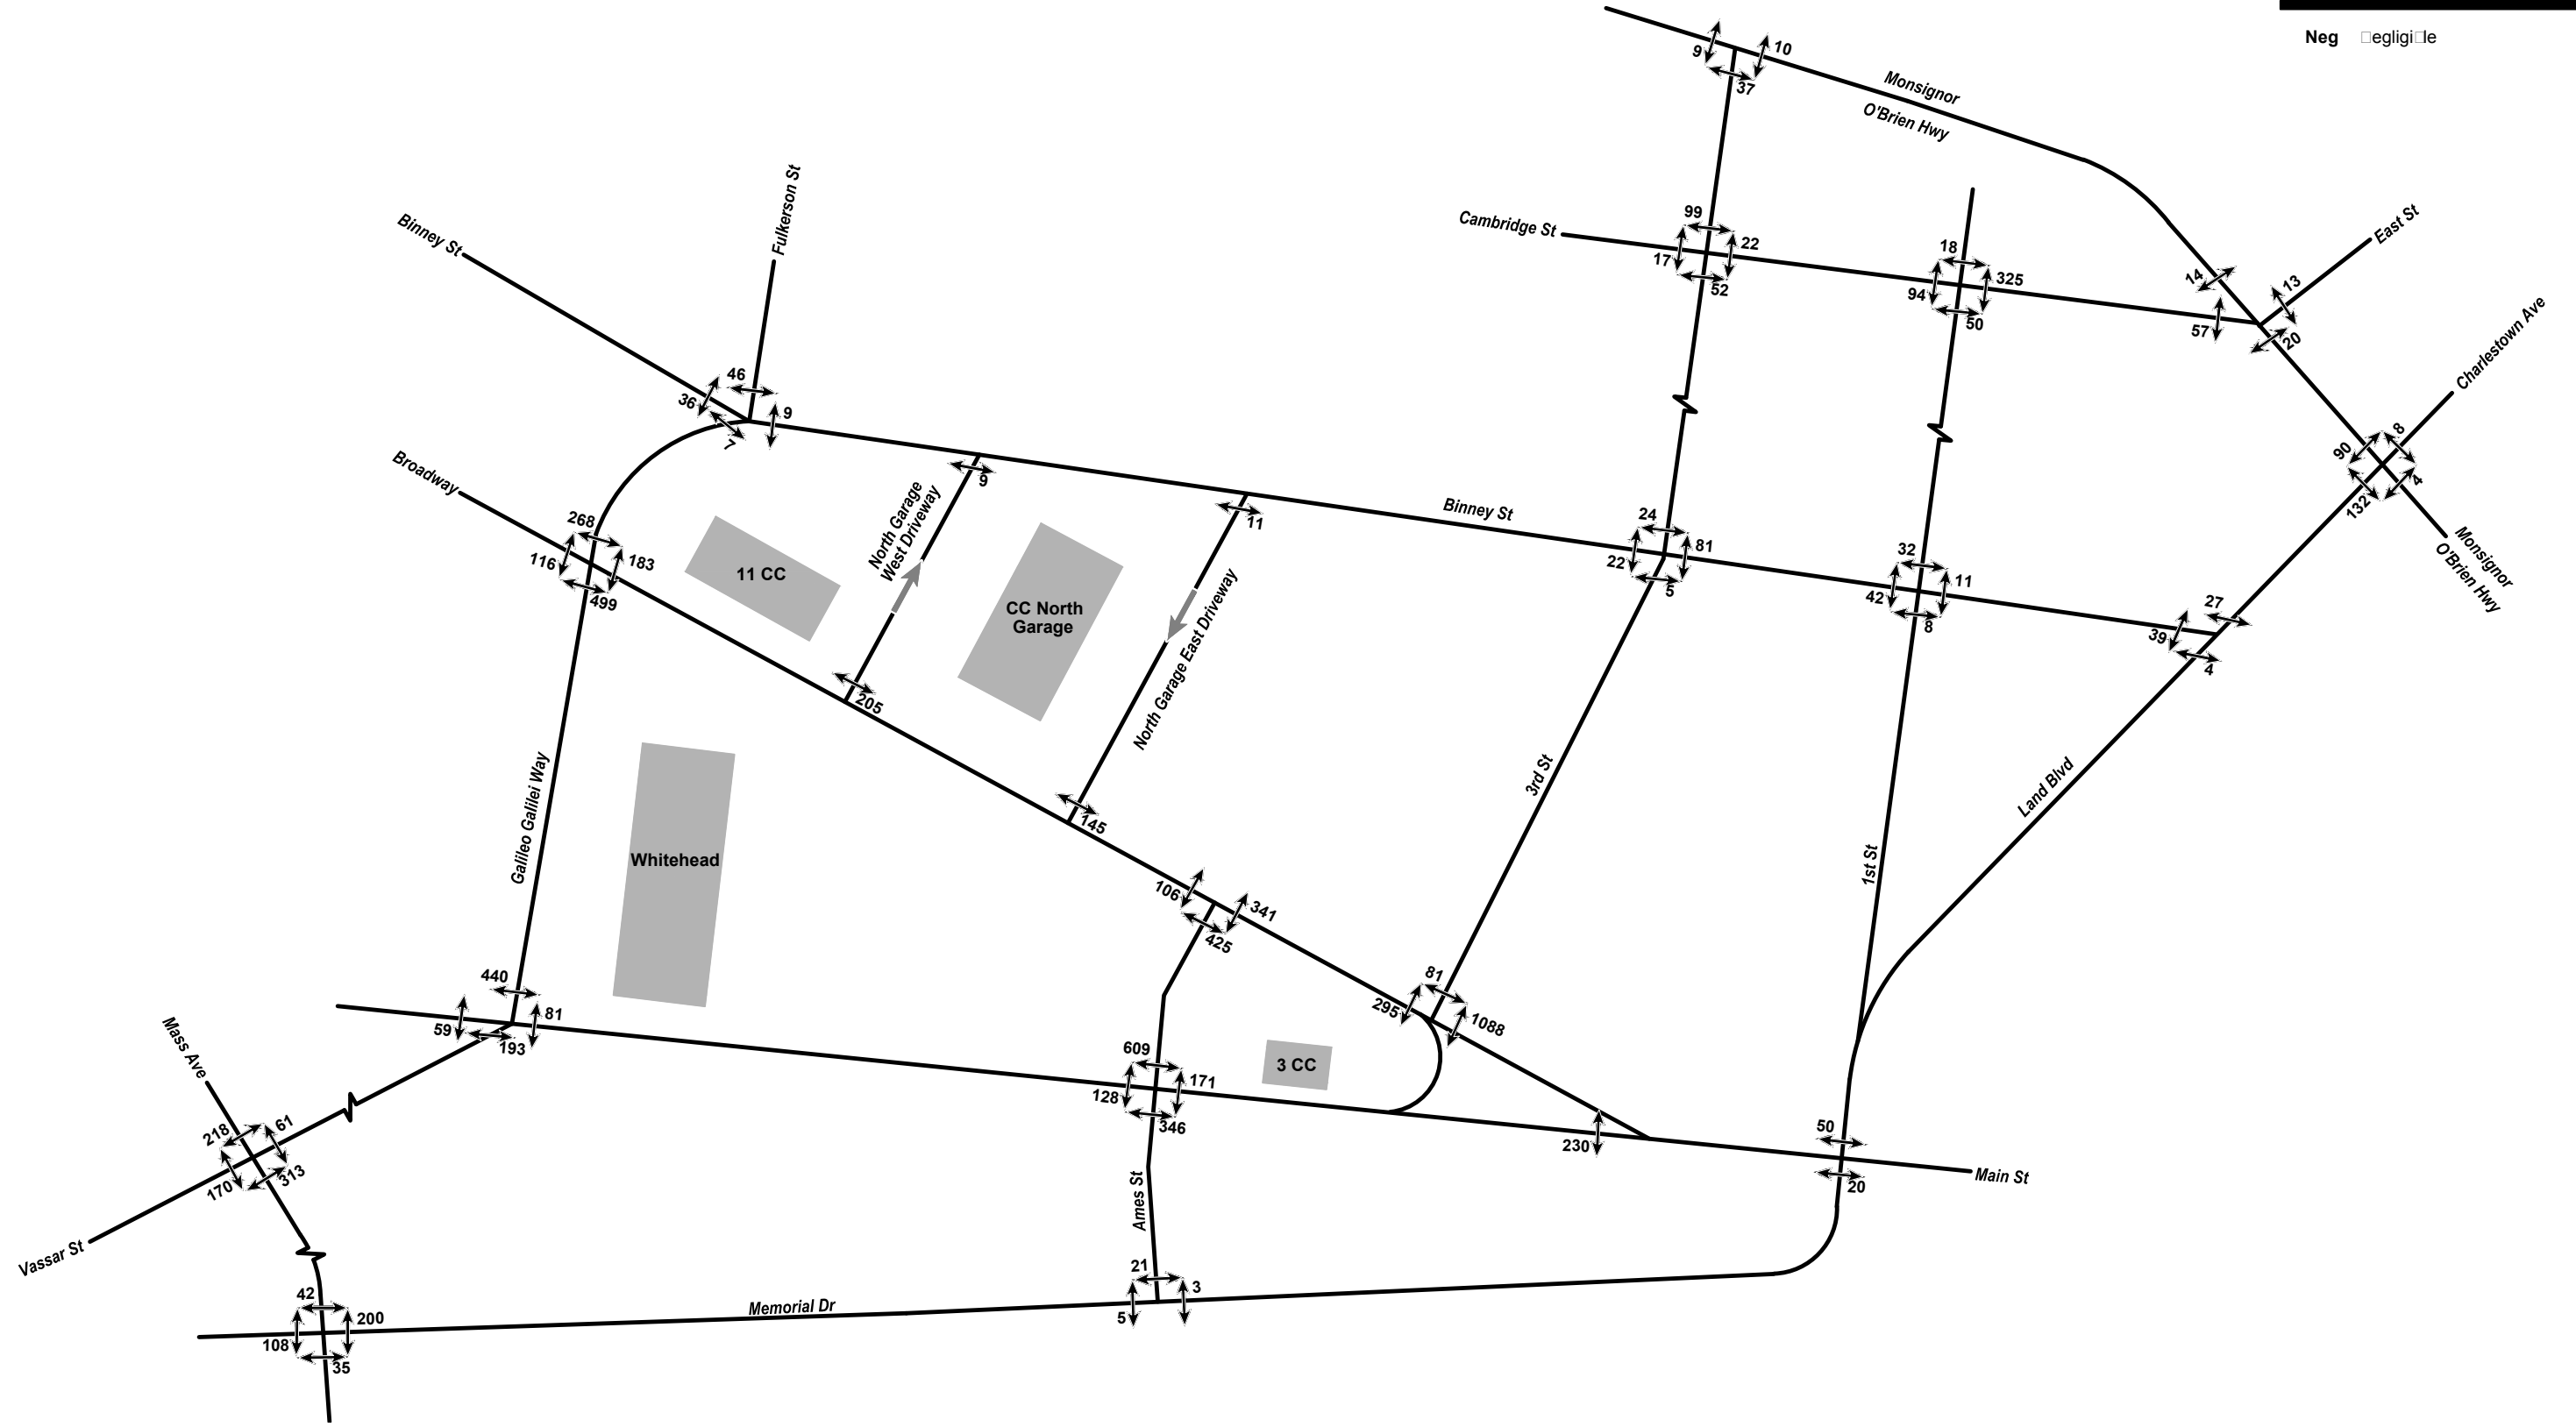 Neg □egligi□le
9
10
37
Monsignor
O'Brien Hwy
Fulkerson St
Binney St
Cambridge St
99
22
17
52
18
325
94
50
14
13
57
20
East St
Charlestown Ave
46
36
9
7
90
8
132
4
Monsignor
O'Brien Hwy
Broadway
268
116
183
499
11 CC
North Garage
West Driveway
9
205
CC North
Garage
11
North Garage East Driveway
145
Binney St
24
81
22
5
32
11
42
8
27
39
4
Galileo Galilei Way
Whitehead
3rd St
1st St
Land Blvd
106
341
425
81
295
1088
440
81
59
193
Mass Ave
218
61
170
313
Vassar St
609
171
128
346
3 CC
230
50
20
Main St
Ames St
21
3
5
Memorial Dr
42
200
108
35